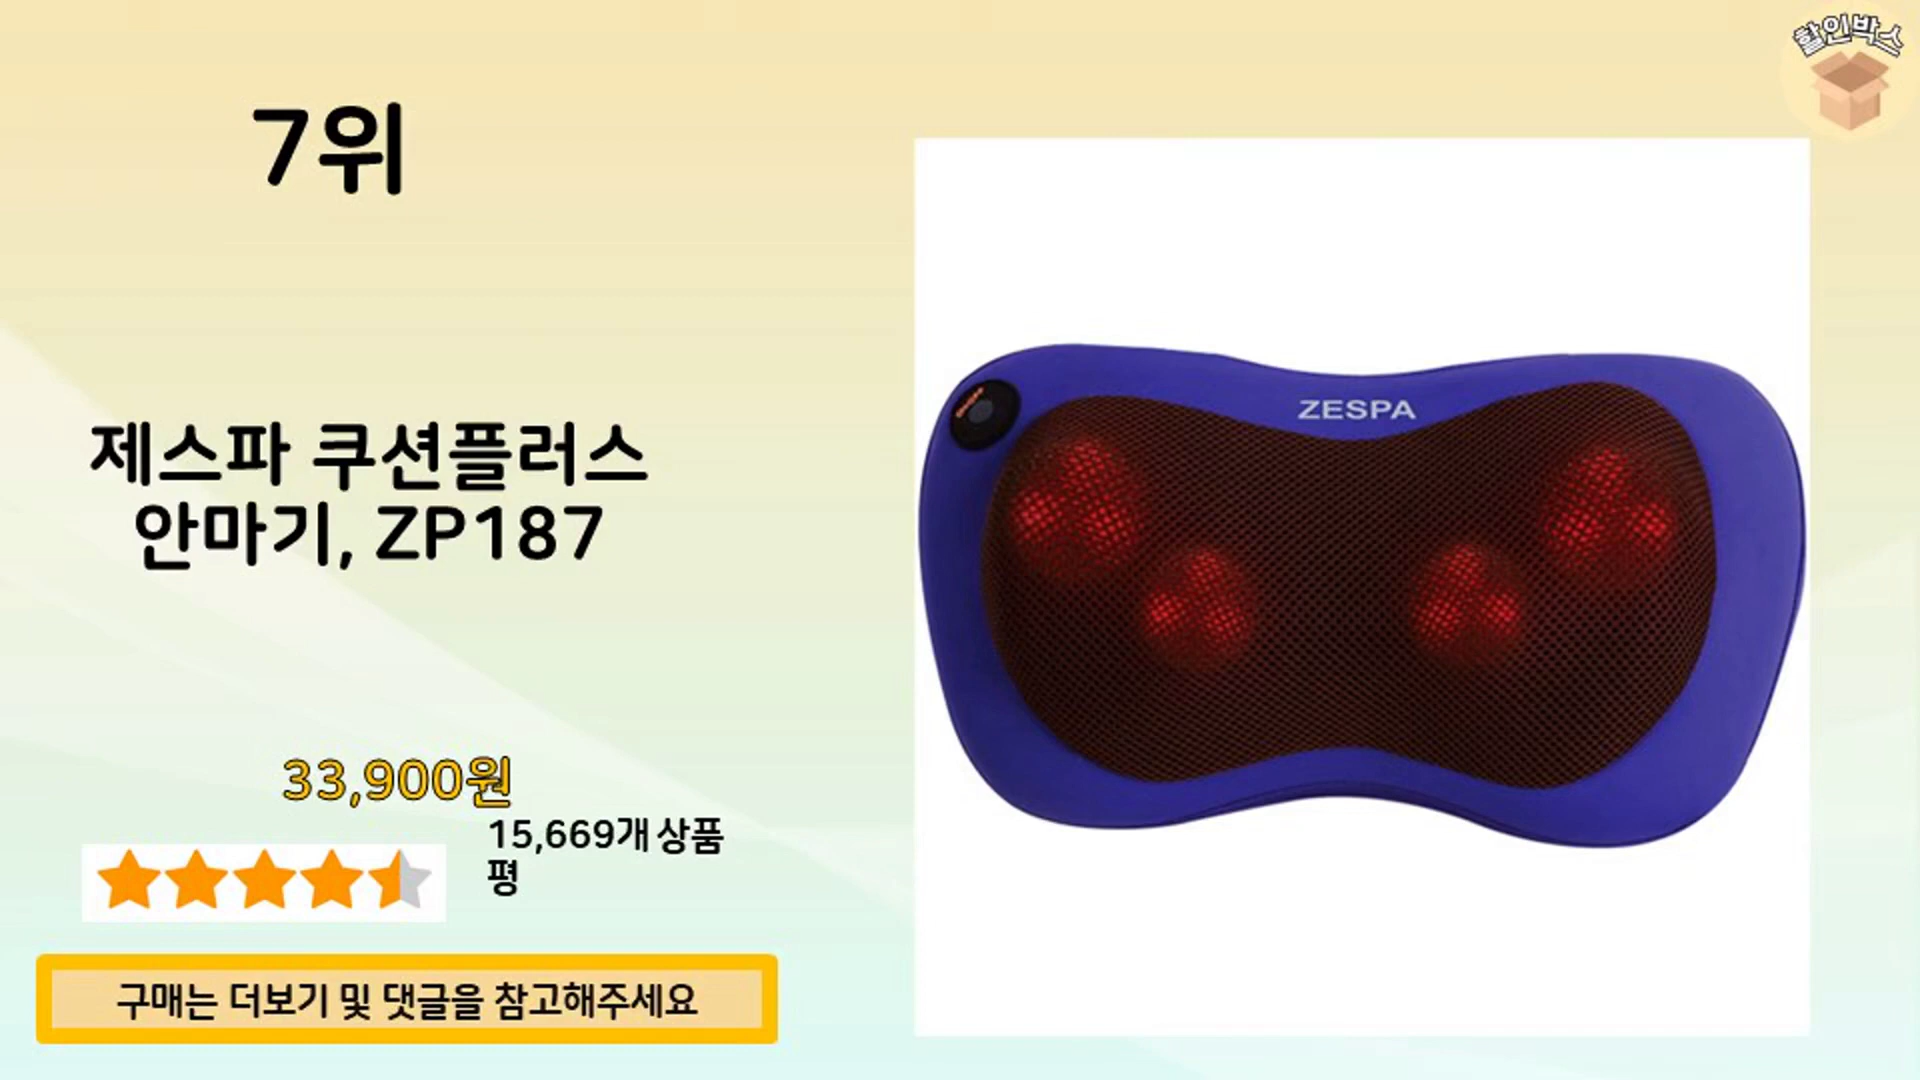 할인박스
7위
ZESPA
제스파 쿠션플러스
안마기, ZP187
33,900원
15,669개 상품
평
구매는 더보기 및 댓글을 참고해주세요